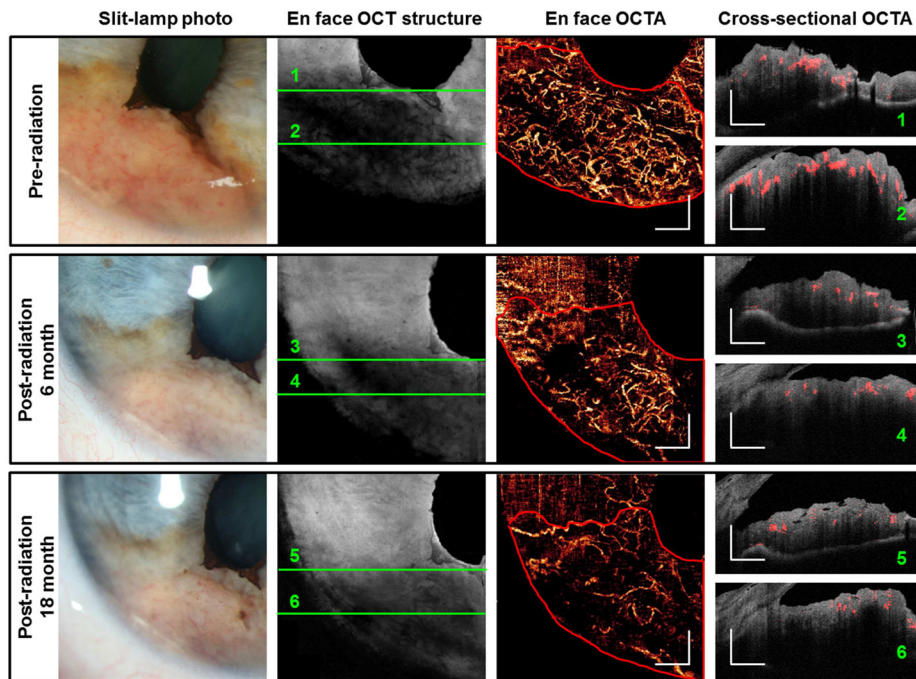 Slit-lamp photo
En face OCT structure
En face OCTA
Cross-sectional OCTA
Pre-radiation
1
2
1
2
Post-radiation
6 month
3
4
3
4
Post-radiation
18 month
5
6
5
6